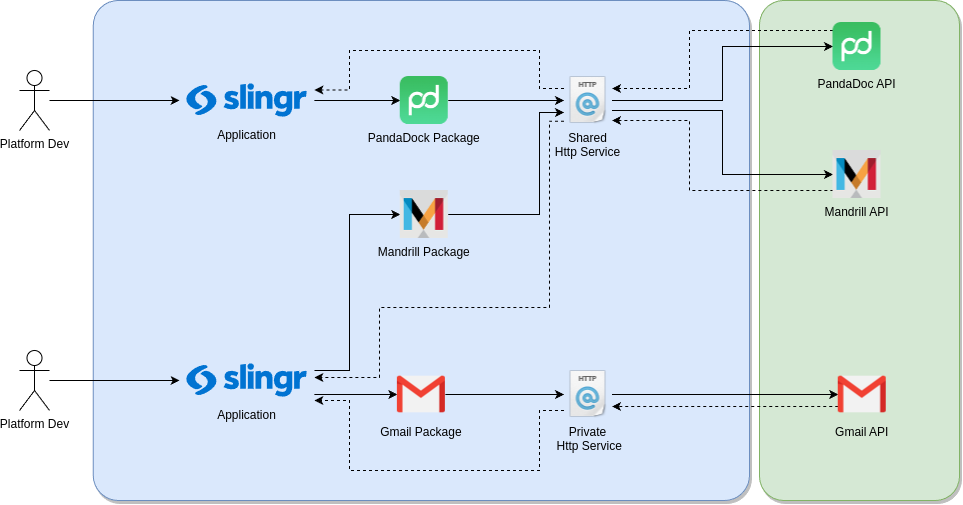 Platform Dev
slingr
Application
pd
PandaDock Package
HTTP
@
Shared
Http Service
pd
PandaDoc API
Mandrill Package
Mandrill API
Platform Dev
slingr
Application
Gmail Package
HTTP
@
Private
Http Service
Gmail API